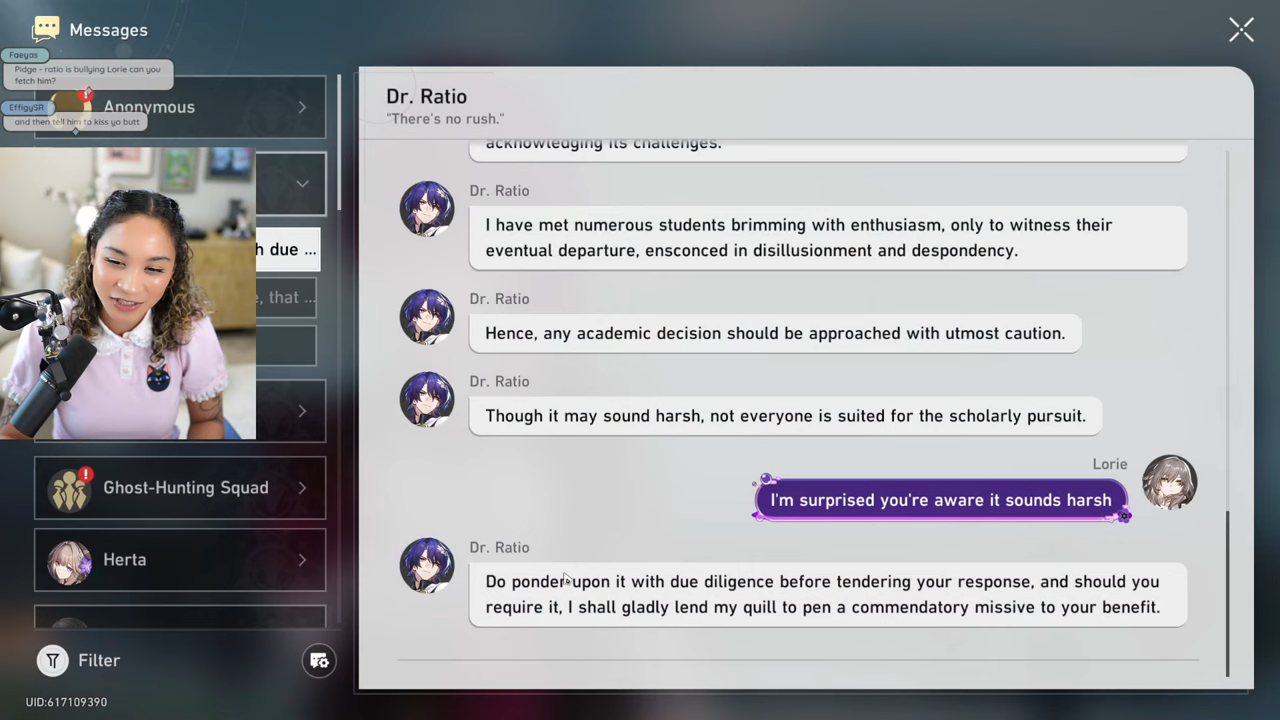 Messages
Faeyas
Pidge - ratio is bullying Lorie can you
fetch him?
EffigySR
and then tell him to kiss yo butt
Anonymous
h due ...
e, that ...
Ghost-Hunting Squad
Herta
Filter
UID:617109390
Dr. Ratio
"There's no rush."
acknowledging its challenges.
Dr. Ratio
I have met numerous students brimming with enthusiasm, only to witness their
eventual departure, ensconced in disillusionment and despondency.
Dr. Ratio
Hence, any academic decision should be approached with utmost caution.
Dr. Ratio
Though it may sound harsh, not everyone is suited for the scholarly pursuit.
Lorie
I'm surprised you're aware it sounds harsh
Dr. Ratio
Do ponder upon it with due diligence before tendering your response, and should you
require it, I shall gladly lend my quill to pen a commendatory missive to your benefit.